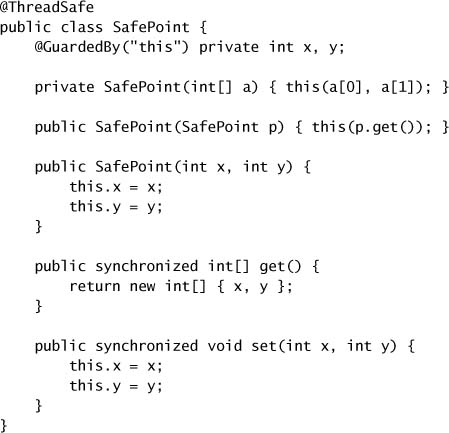 @ThreadSafe
public class SafePoint {
    @GuardedBy("this") private int x, y;

    private SafePoint(int[] a) { this(a[0], a[1]); }

    public SafePoint(SafePoint p) { this(p.get()); }

    public SafePoint(int x, int y) {
        this.x = x;
        this.y = y;
    }

    public synchronized int[] get() {
        return new int[] { x, y };
    }

    public synchronized void set(int x, int y) {
        this.x = x;
        this.y = y;
    }
}